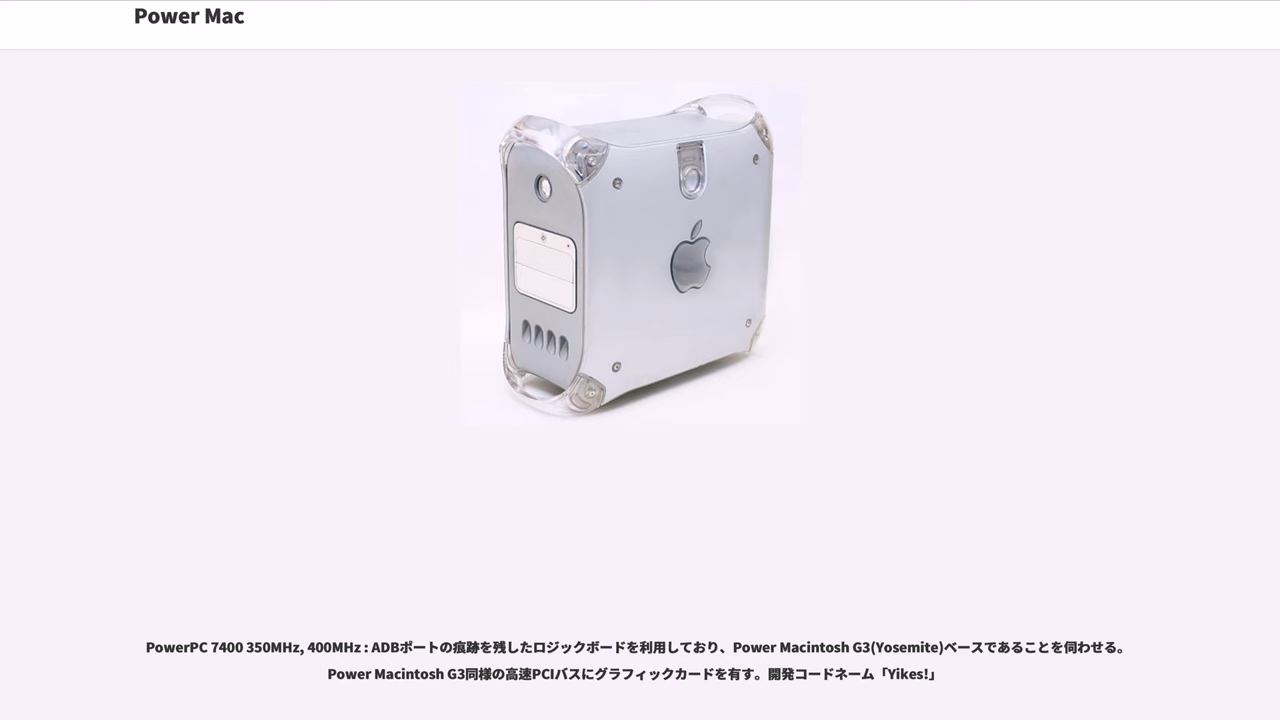 Power Mac
PowerPC 7400 350MHz, 400MHz : ADBポートの痕跡を残したロジックボードを利用しており、Power Macintosh G3(Yosemite)ベースであることを伺わせる。
Power Macintosh G3同様の高速PCIバスにグラフィックカードを有す。開発コードネーム「Yikes!」